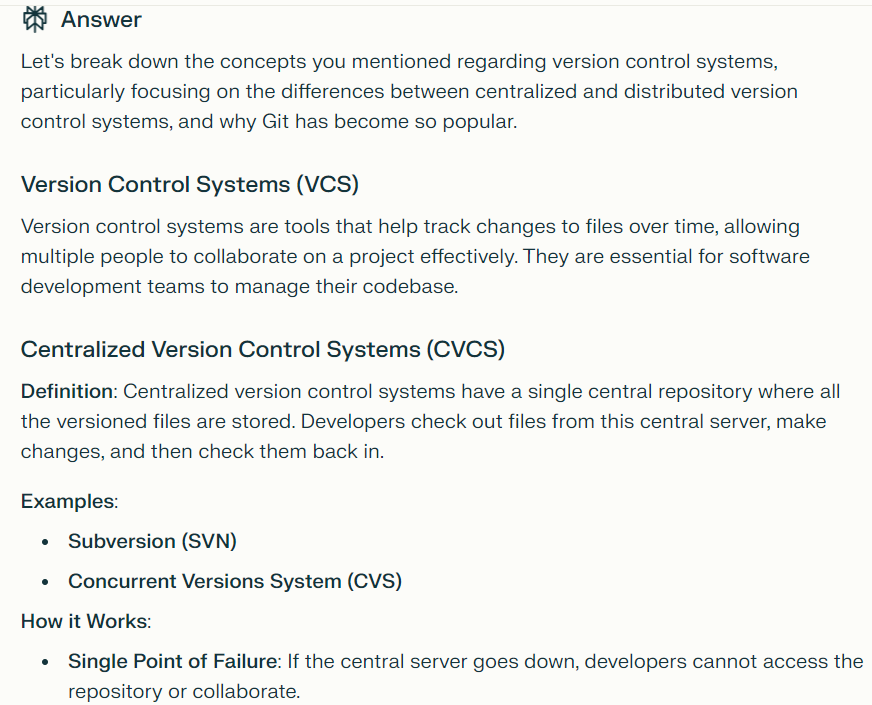 Answer
Let's break down the concepts you mentioned regarding version control systems,
particularly focusing on the differences between centralized and distributed version
control systems, and why Git has become so popular.
Version Control Systems (VCS)
Version control systems are tools that help track changes to files over time, allowing
multiple people to collaborate on a project effectively. They are essential for software
development teams to manage their codebase.
Centralized Version Control Systems (CVCS)
Definition: Centralized version control systems have a single central repository where all
the versioned files are stored. Developers check out files from this central server, make
changes, and then check them back in.
Examples:
• Subversion (SVN)
• Concurrent Versions System (CVS)
How it Works:
• Single Point of Failure: If the central server goes down, developers cannot access the
repository or collaborate.